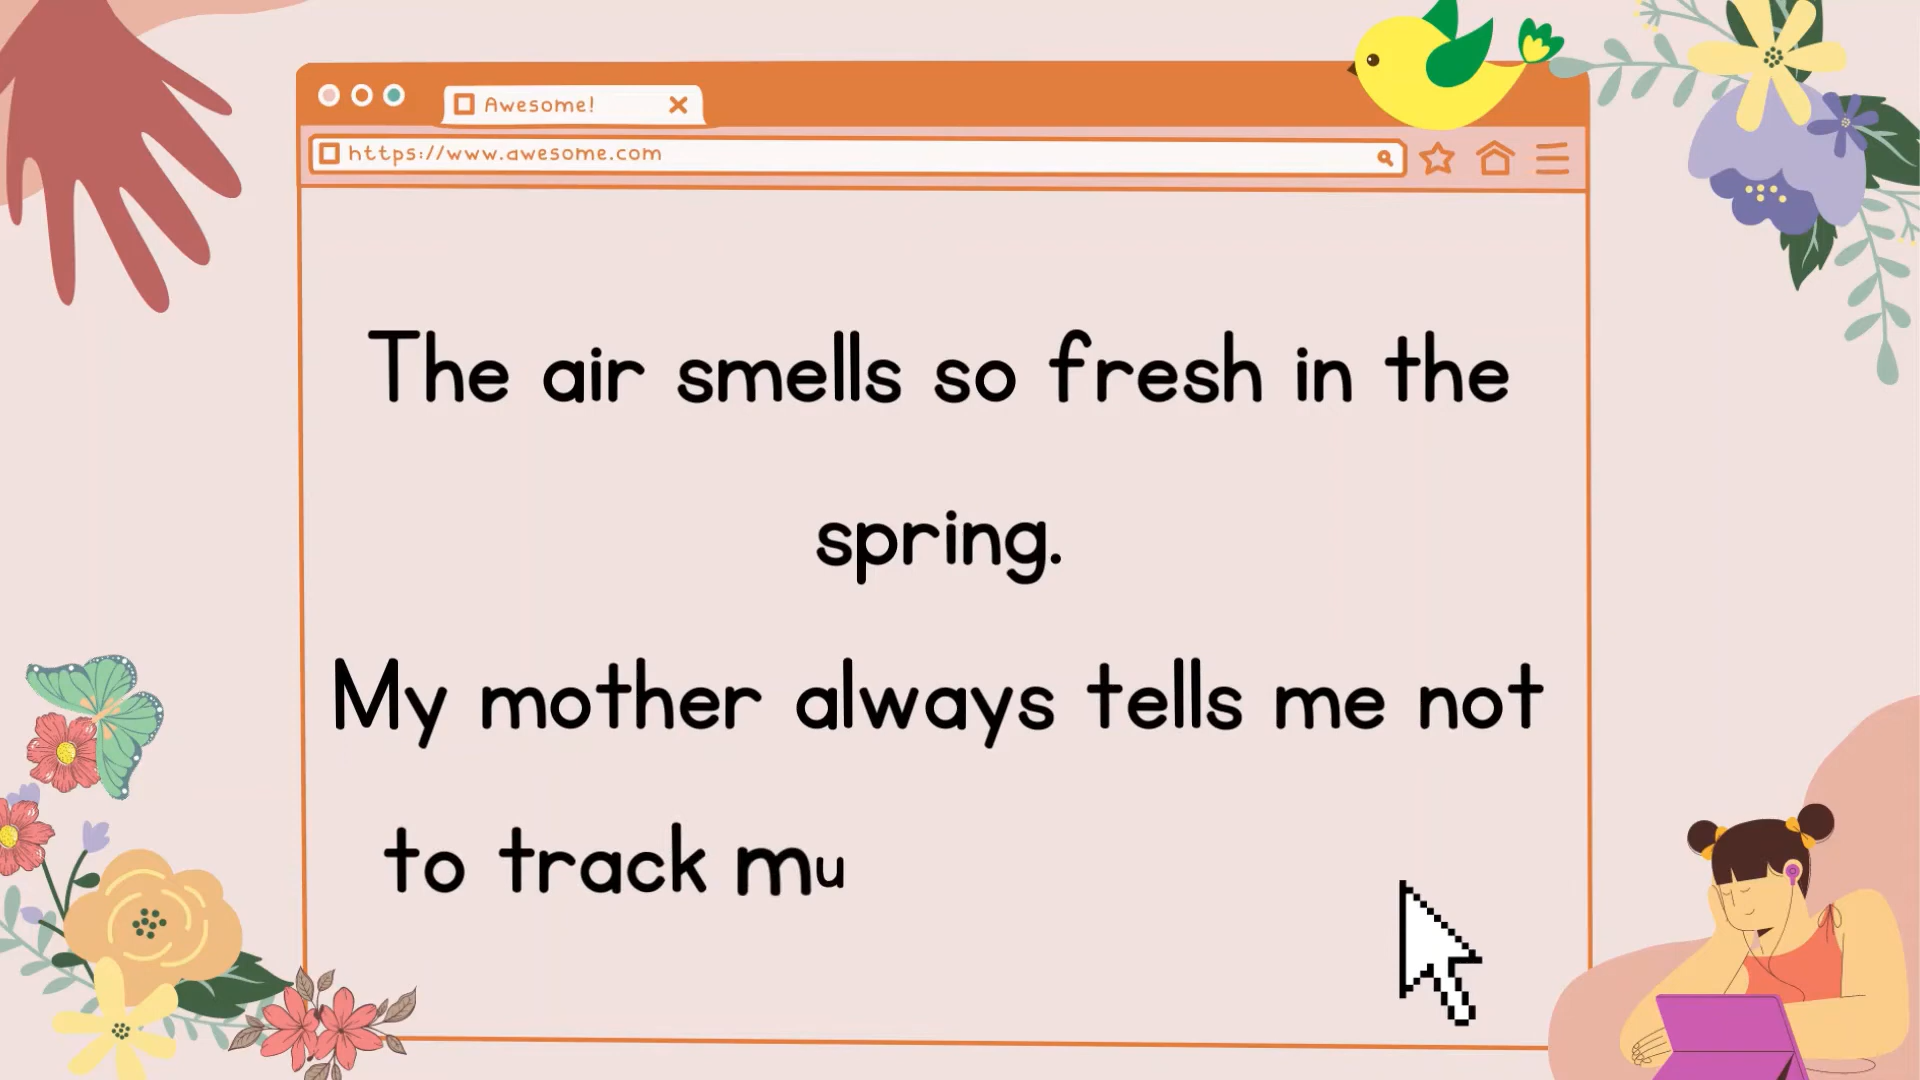 Awesome!
https://www.awesome.com
The air smells so fresh in the
spring.
My mother always tells me not
to track mu